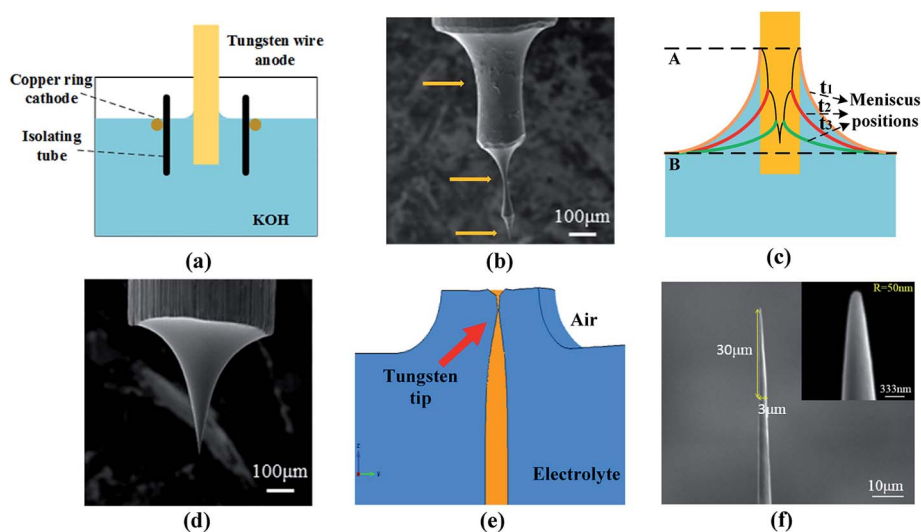 Tungsten wire
anode
Copper ring
cathode
Isolating
tube
KOH
(a)
100μm
(b)
A
t1
t2
t3
Meniscus
positions
B
(c)
100μm
(d)
Air
Tungsten
tip
Electrolyte
z
Y
(e)
R=50nm
30μm
333nm
3μm
10μm
(f)